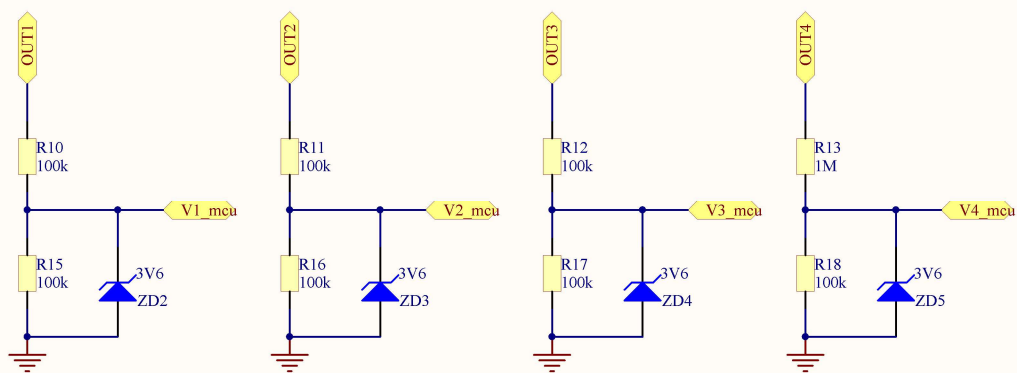 OUT1
OUT2
OUT3
OUT4
R10
100k
R11
100k
R12
100k
R13
1M
V1_mcu
V2_mcu
V3_mcu
V4_mcu
R15
100k
3V6
ZD2
R16
100k
3V6
ZD3
R17
100k
3V6
ZD4
R18
100k
3V6
ZD5